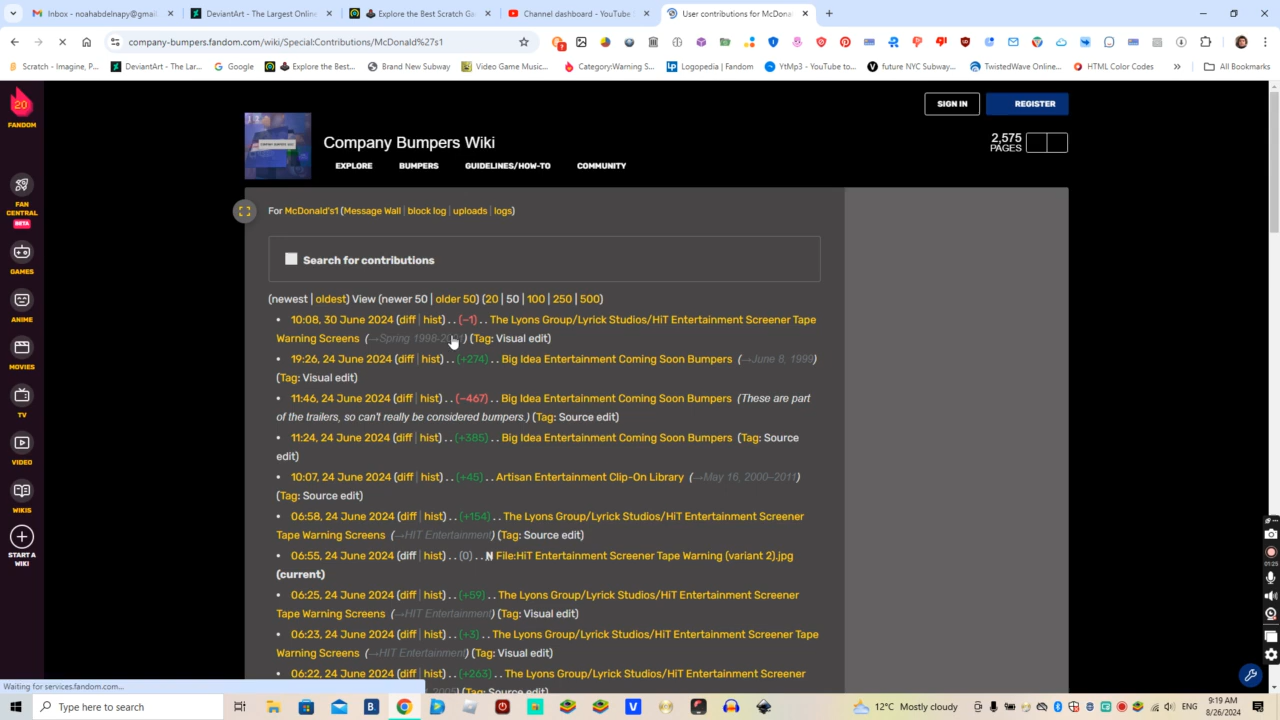 Inbox - noahabdelnapy@gmail
DeviantArt - The Largest Onlin
Explore the Best Scratch Ga
Channel dashboard - YouTube
User contributions for McDona
company-bumpers.fandom.com/wiki/Special:Contributions/McDonald%27s1
Scratch - Imagine, P...
DeviantArt - The Lar...
Google
Explore the Best...
Brand New Subway
Video Game Music...
Category:Warning S...
Logopedia | Fandom
YtMp3 - YouTube to...
future NYC Subway...
TwistedWave Online...
HTML Color Codes
All Bookmarks
20
FANDOM
SIGN IN
REGISTER
Company Bumpers Wiki
2,575
PAGES
EXPLORE
BUMPERS
GUIDELINES/HOW-TO
COMMUNITY
FAN
CENTRAL
BETA
GAMES
ANIME
MOVIES
TV
VIDEO
WIKIS
START A
WIKI
For McDonald's1 (Message Wall | block log | uploads | logs)
Search for contributions
(newest | oldest) View (newer 50 | older 50) (20 | 50 | 100 | 250 | 500)
• 10:08, 30 June 2024 (diff | hist) . . (−1) . . The Lyons Group/Lyrick Studios/HiT Entertainment Screener Tape
Warning Screens (→Spring 1998-2001) (Tag: Visual edit)
• 19:26, 24 June 2024 (diff | hist) . . (+274) . . Big Idea Entertainment Coming Soon Bumpers (→June 8, 1999)
(Tag: Visual edit)
• 11:46, 24 June 2024 (diff | hist) . . (−467) . . Big Idea Entertainment Coming Soon Bumpers (These are part
of the trailers, so can't really be considered bumpers.) (Tag: Source edit)
• 11:24, 24 June 2024 (diff | hist) . . (+385) . . Big Idea Entertainment Coming Soon Bumpers (Tag: Source
edit)
• 10:07, 24 June 2024 (diff | hist) . . (+45) . . Artisan Entertainment Clip-On Library (→May 16, 2000–2011)
(Tag: Source edit)
• 06:58, 24 June 2024 (diff | hist) . . (+154) . . The Lyons Group/Lyrick Studios/HiT Entertainment Screener
Tape Warning Screens (→HIT Entertainment) (Tag: Source edit)
• 06:55, 24 June 2024 (diff | hist) . . (0) . . N File:HiT Entertainment Screener Tape Warning (variant 2).jpg
(current)
• 06:25, 24 June 2024 (diff | hist) . . (+59) . . The Lyons Group/Lyrick Studios/HiT Entertainment Screener
Tape Warning Screens (→HIT Entertainment) (Tag: Visual edit)
• 06:23, 24 June 2024 (diff | hist) . . (+3) . . The Lyons Group/Lyrick Studios/HiT Entertainment Screener Tape
Warning Screens (→HIT Entertainment) (Tag: Visual edit)
• 06:22, 24 June 2024 (diff | hist) . . (+263) . . The Lyons Group/Lyrick Studios/HiT Entertainment Screener
2005) (Tag: Source edit)
01:25
Waiting for services.fandom.com...
Type here to search
12°C Mostly cloudy
ENG
9:19 AM
8/26/2024